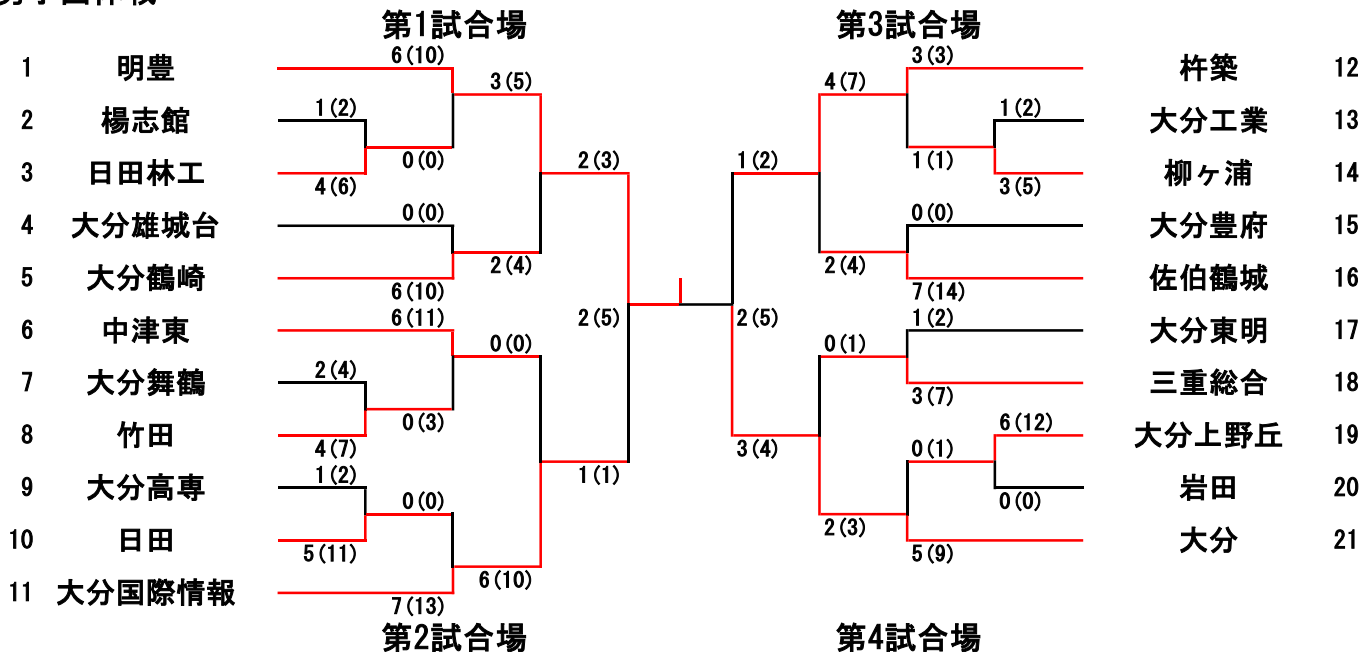 第1試合場
第3試合場
1 明豊 6(10)
3(5)
2 楊志館 1(2)
0(0)
3 日田林工 4(6)
2(3)
4 大分雄城台 0(0)
2(4)
5 大分鶴崎 6(10)
2(5)
6 中津東 6(11)
0(0)
7 大分舞鶴 2(4)
0(3)
8 竹田 4(7)
1(1)
9 大分高専 1(2)
0(0)
10 日田 5(11)
6(10)
11 大分国際情報 7(13)
3(3) 杵築 12
4(7)
1(2) 大分工業 13
1(1)
3(5) 柳ヶ浦 14
1(2)
0(0) 大分豊府 15
2(4)
7(14) 佐伯鶴城 16
2(5)
1(2) 大分東明 17
0(1)
3(7) 三重総合 18
6(12) 大分上野丘 19
0(1)
3(4)
0(0) 岩田 20
2(3)
5(9) 大分 21
第2試合場
第4試合場